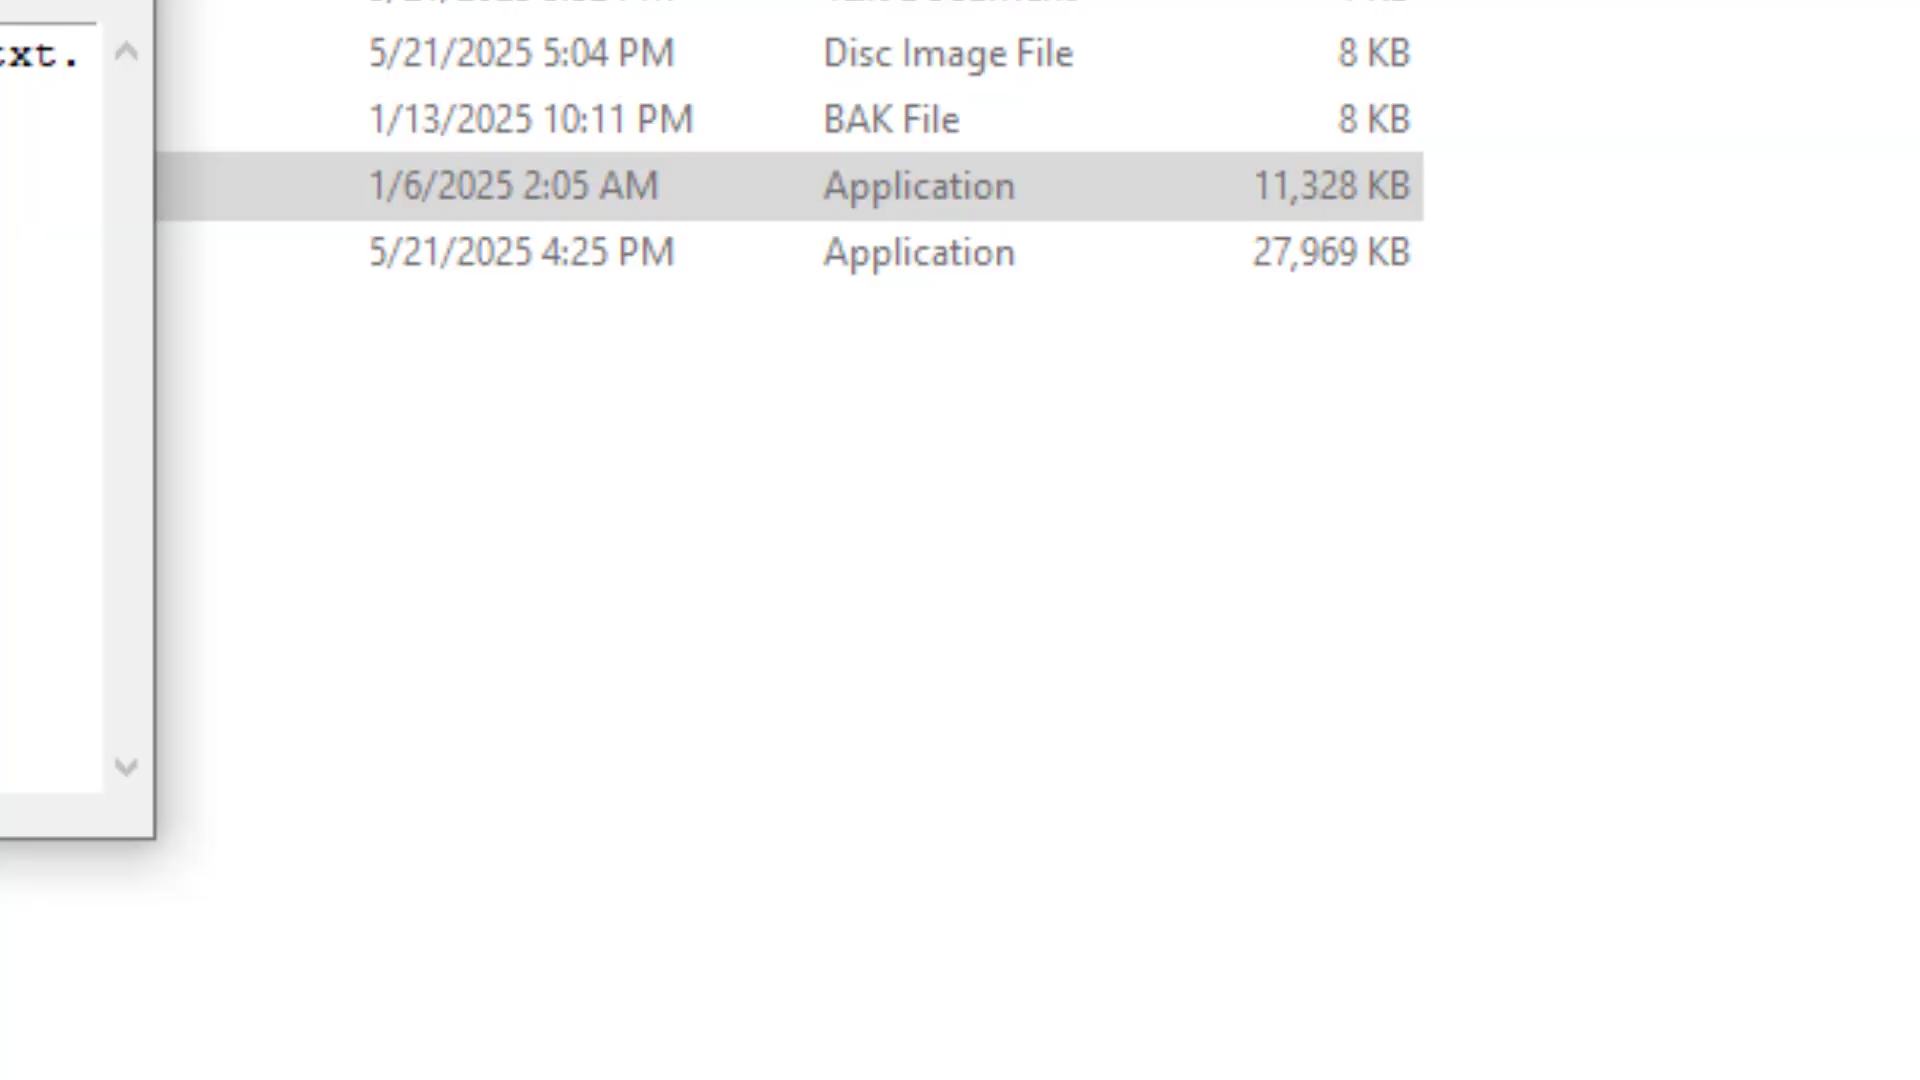 txt.
5/21/2025 5:04 PM Disc Image File 8 KB
1/13/2025 10:11 PM BAK File 8 KB
1/6/2025 2:05 AM Application 11,328 KB
5/21/2025 4:25 PM Application 27,969 KB